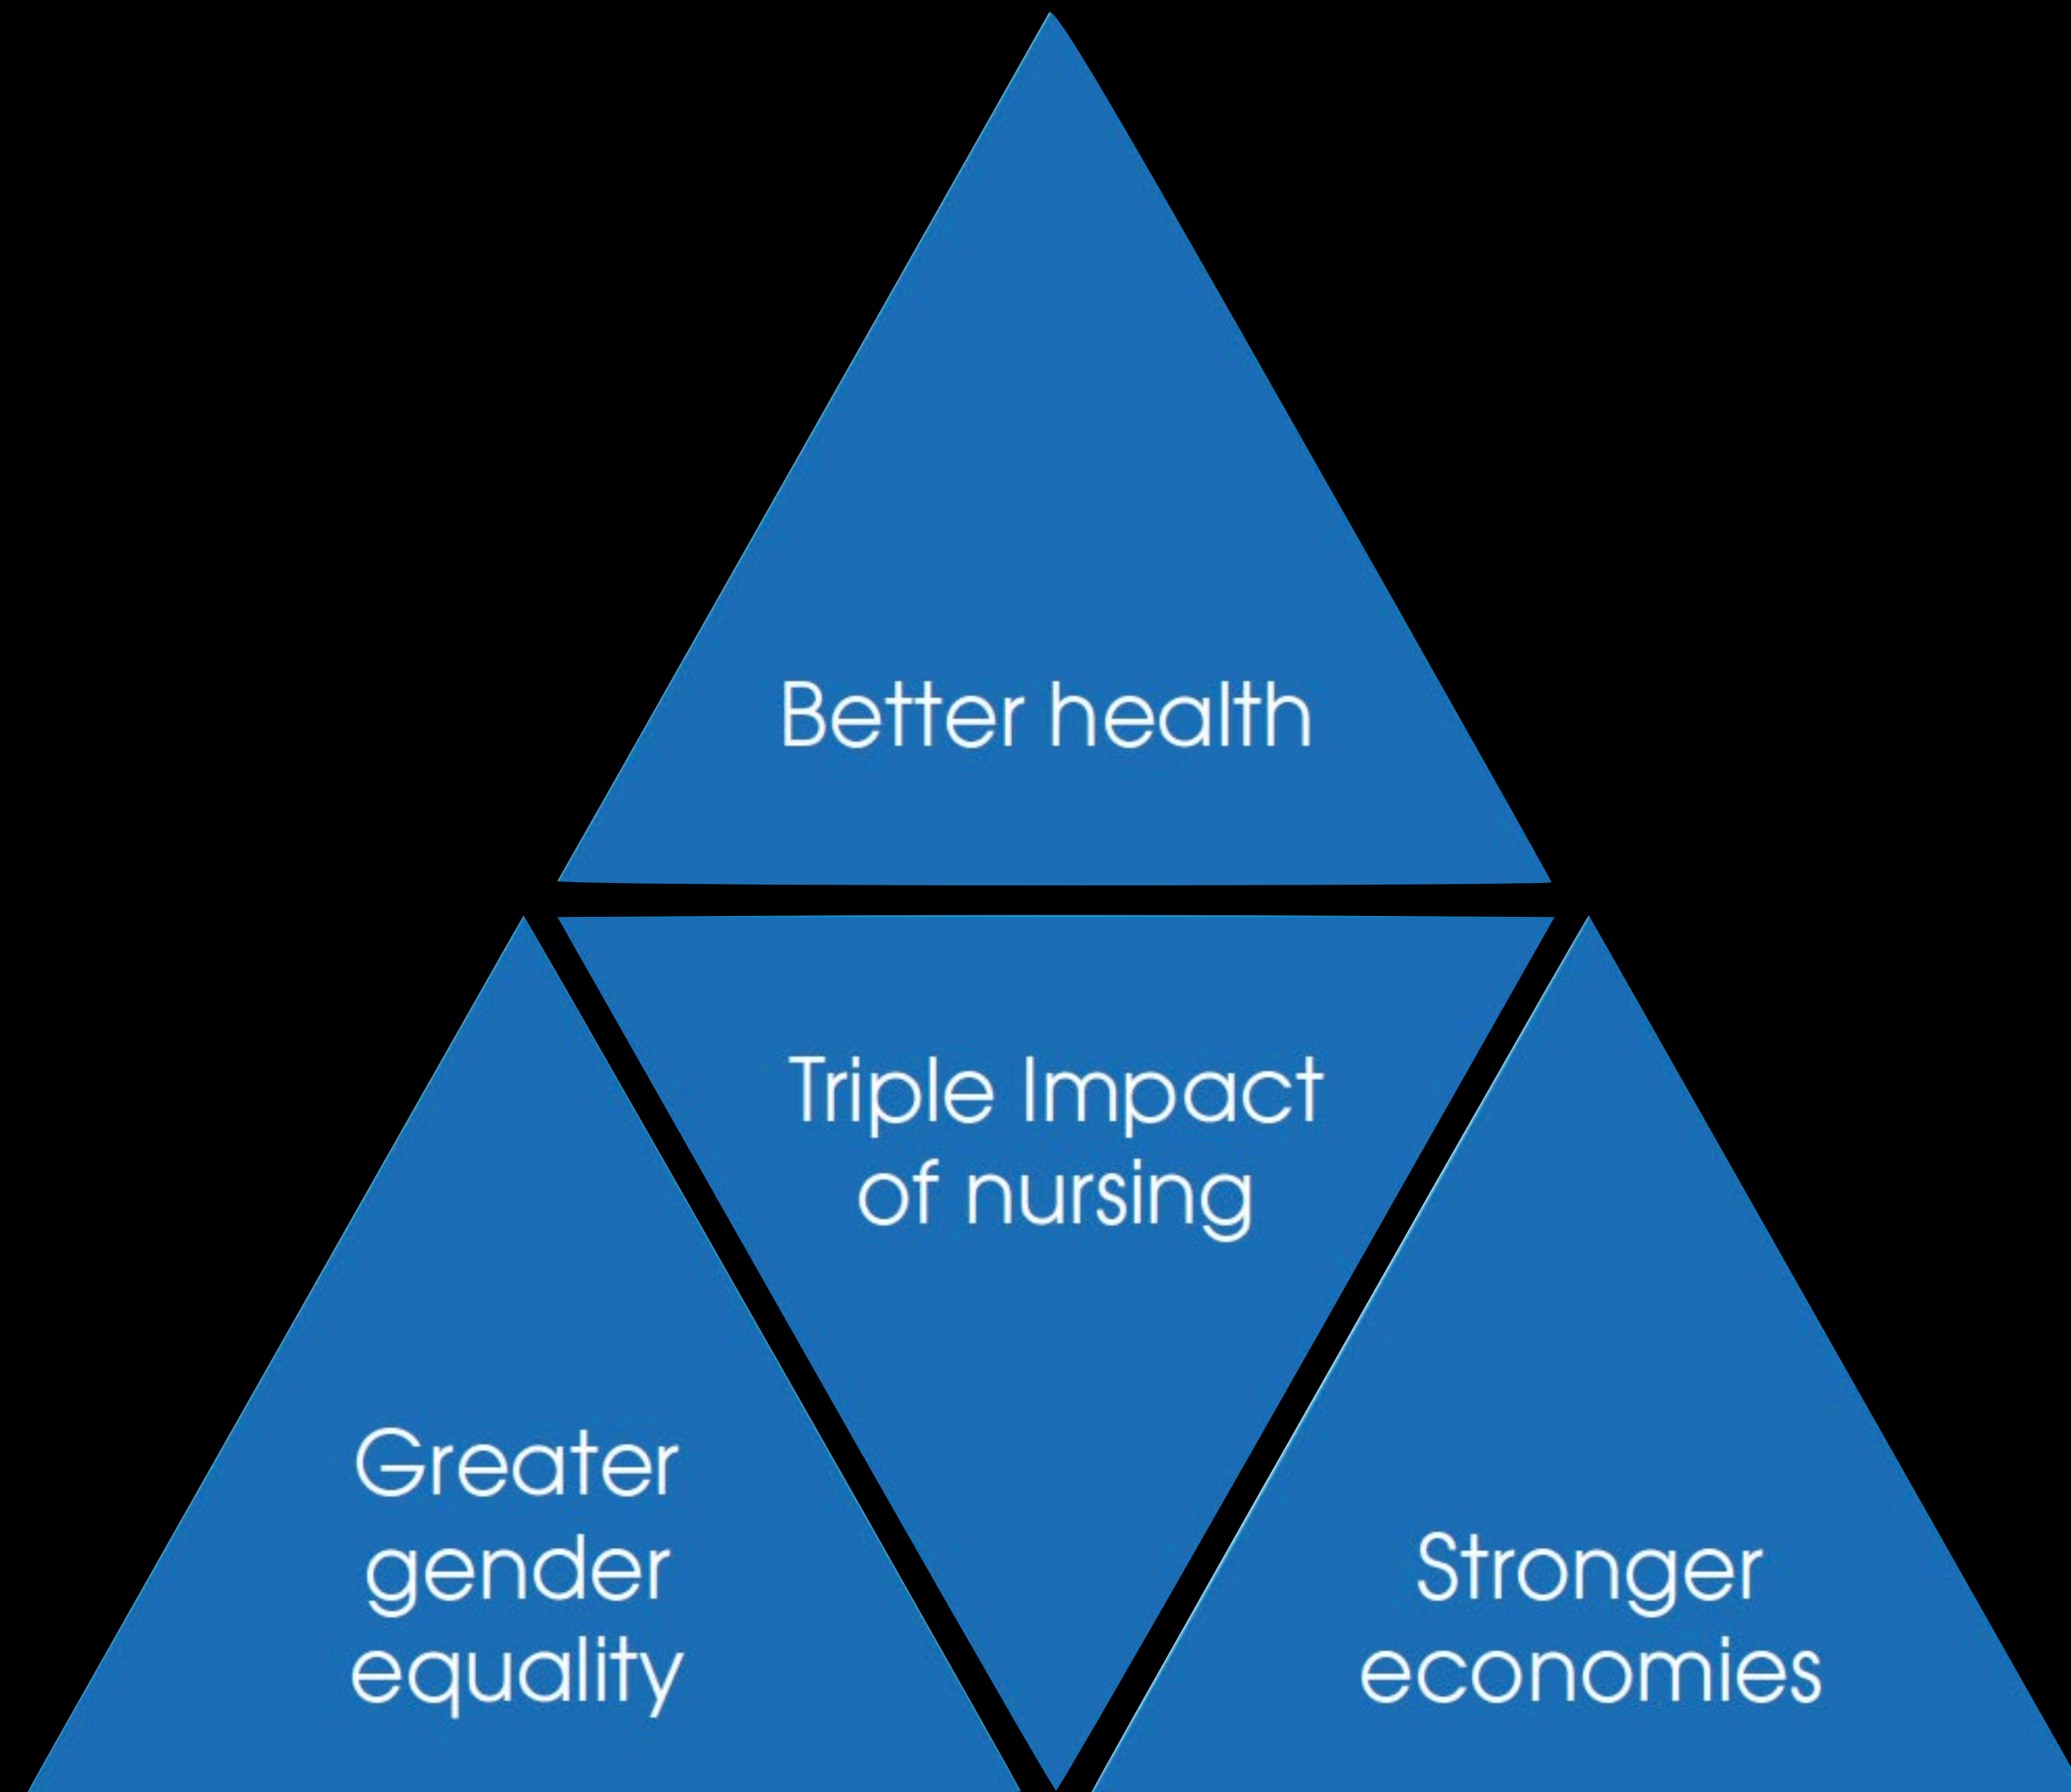 Better health
Triple Impact
of nursing
Greater
gender
equality
Stronger
economies